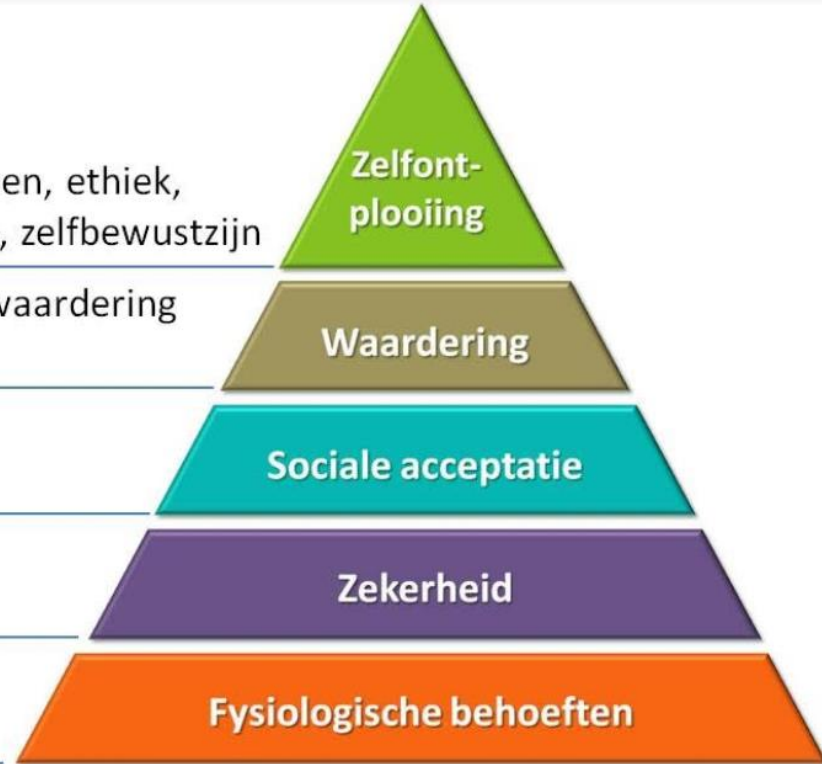 en, ethiek,
, zelfbewustzijn
waardering
Zelfont-
plooiing
Waardering
Sociale acceptatie
Zekerheid
Fysiologische behoeften